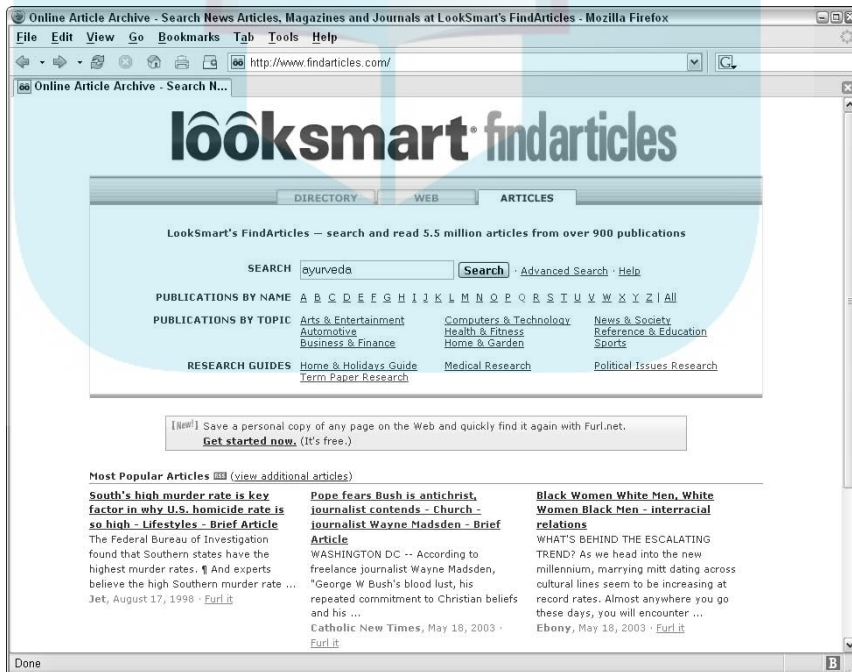 Online Article Archive - Search News Articles, Magazines and Journals at LookSmart's FindArticles - Mozilla Firefox
File Edit View Go Bookmarks Tab Tools Help
http://www.findarticles.com/ G
Online Article Archive - Search N...
looksmart findarticles
DIRECTORY WEB ARTICLES
LookSmart's FindArticles — search and read 5.5 million articles from over 900 publications
SEARCH ayurveda Search · Advanced Search · Help
PUBLICATIONS BY NAME A B C D E F G H I J K L M N O P Q R S T U V W X Y Z | All
PUBLICATIONS BY TOPIC Arts & Entertainment Computers & Technology News & Society
Automotive Health & Fitness Reference & Education
Business & Finance Home & Garden Sports
RESEARCH GUIDES Home & Holidays Guide Medical Research Political Issues Research
Term Paper Research
[New!] Save a personal copy of any page on the Web and quickly find it again with Furl.net.
Get started now. (It's free.)
Most Popular Articles RSS (view additional articles)
South's high murder rate is key
factor in why U.S. homicide rate is
so high - Lifestyles - Brief Article
The Federal Bureau of Investigation
found that Southern states have the
highest murder rates. ¶ And experts
believe the high Southern murder rate ...
Jet, August 17, 1998 · Furl it
Pope fears Bush is antichrist,
journalist contends - Church -
journalist Wayne Madsden - Brief
Article
WASHINGTON DC -- According to
freelance journalist Wayne Madsden,
"George W Bush's blood lust, his
repeated commitment to Christian beliefs
and his ...
Catholic New Times, May 18, 2003 ·
Furl it
Black Women White Men, White
Women Black Men - interracial
relations
WHAT'S BEHIND THE ESCALATING
TREND? As we head into the new
millennium, marrying mitt dating across
cultural lines seem to be increasing at
record rates. Almost anywhere you go
these days, you will encounter ...
Ebony, May 18, 2003 · Furl it
Done B